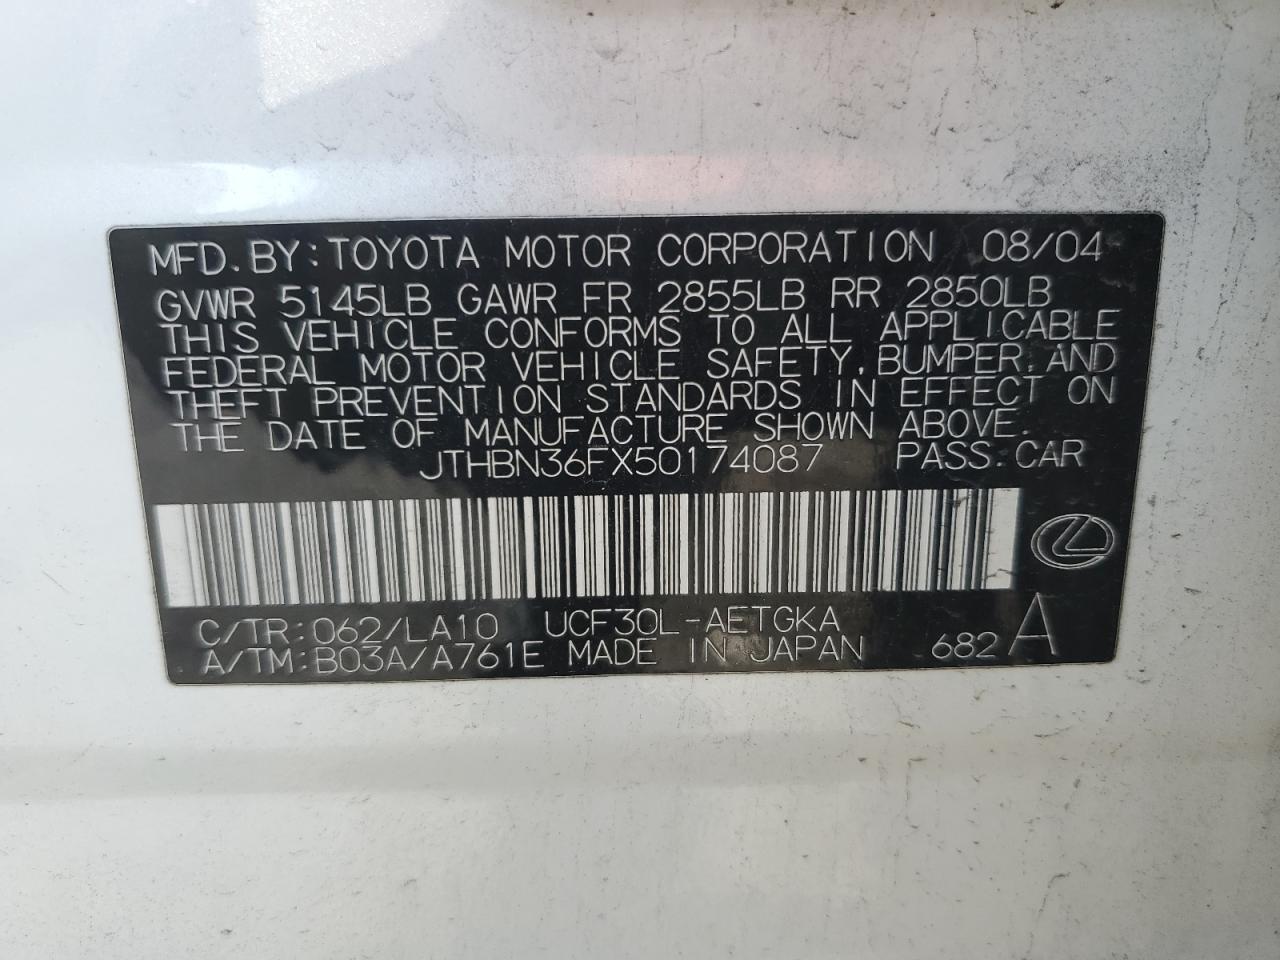 MFD. BY: TOYOTA MOTOR CORPORATION 08/04
GVWR 5145LB GAWR FR 2855LB RR 2850LB
THIS VEHICLE CONFORMS TO ALL APPLICABLE
FEDERAL MOTOR VEHICLE SAFETY, BUMPER, AND
THEFT PREVENTION STANDARDS IN EFFECT ON
THE DATE OF MANUFACTURE SHOWN ABOVE.
JTHBN36FX50174087 PASS. CAR
C/TR: 062/LA10 UCF30L-AETGKA
A/TM: B03A/A761E MADE IN JAPAN 682 A